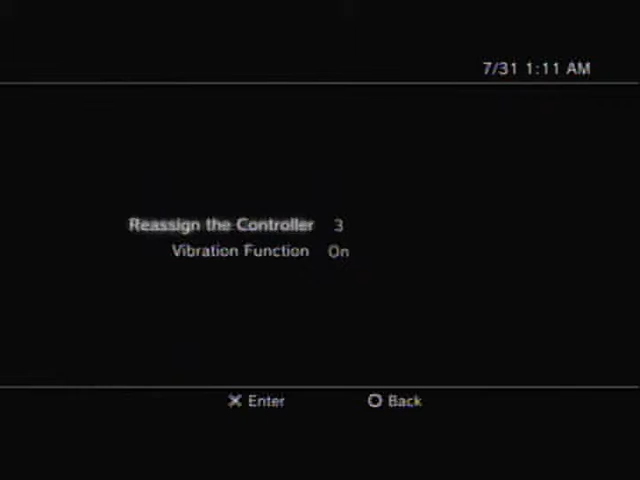 7/31 1:11 AM
Reassign the Controller 3
Vibration Function On
Enter Back